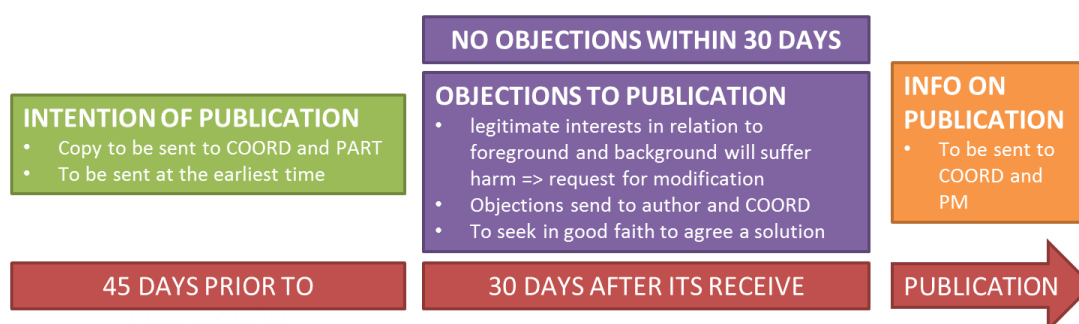 NO OBJECTIONS WITHIN 30 DAYS
INTENTION OF PUBLICATION
• Copy to be sent to COORD and PART
• To be sent at the earliest time
OBJECTIONS TO PUBLICATION
• legitimate interests in relation to
foreground and background will suffer
harm => request for modification
• Objections send to author and COORD
• To seek in good faith to agree a solution
INFO ON
PUBLICATION
• To be sent to
COORD and
PM
45 DAYS PRIOR TO
30 DAYS AFTER ITS RECEIVE
PUBLICATION